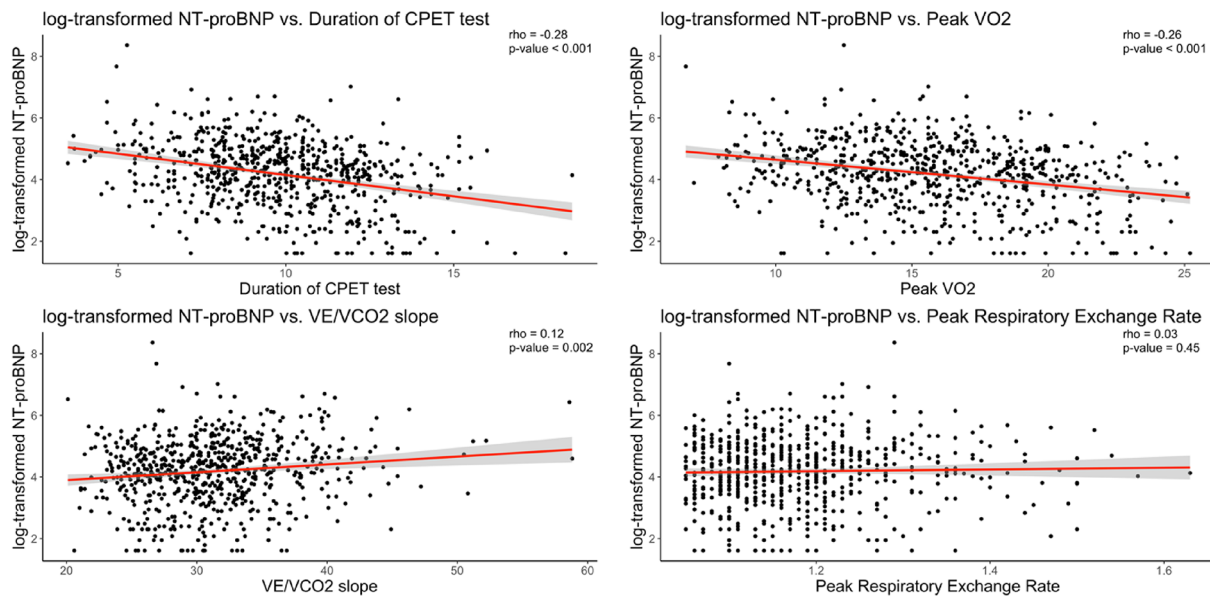 log-transformed NT-proBNP vs. Duration of CPET test
rho = -0.28
p-value < 0.001
log-transformed NT-proBNP
8
6
4
2
5
10
15
Duration of CPET test
log-transformed NT-proBNP vs. Peak VO2
rho = -0.26
p-value < 0.001
log-transformed NT-proBNP
8
6
4
2
10
15
20
25
Peak VO2
log-transformed NT-proBNP vs. VE/VCO2 slope
rho = 0.12
p-value = 0.002
log-transformed NT-proBNP
8
6
4
2
20
30
40
50
60
VE/VCO2 slope
log-transformed NT-proBNP vs. Peak Respiratory Exchange Rate
rho = 0.03
p-value = 0.45
log-transformed NT-proBNP
8
6
4
2
1.2
1.4
1.6
Peak Respiratory Exchange Rate